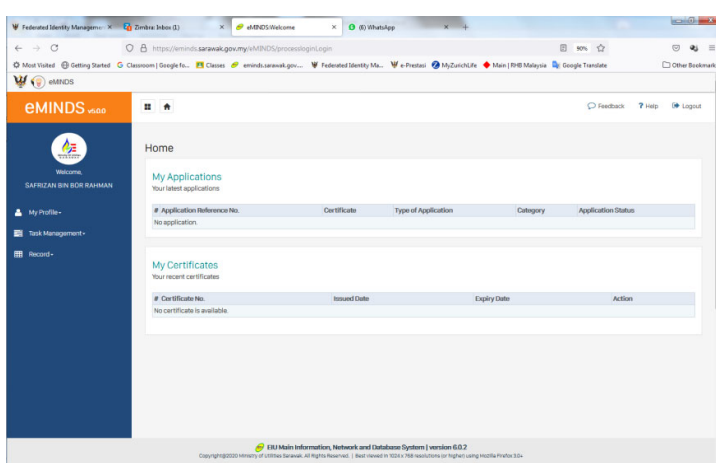 Federated Identity Managemen
Zimbra: Inbox (1)
eMINDS:Welcome
(6) WhatsApp
https://eminds.sarawak.gov.my/eMINDS/processloginLogin
90%
Most Visited
Getting Started
Classroom | Google fo...
Classes
eminds.sarawak.gov....
Federated Identity Ma...
e-Prestasi
MyZurichLife
Main | RHB Malaysia
Google Translate
Other Bookmark
eMINDS
eMINDS v5.0.0
Feedback
? Help
Logout
Welcome,
SAFRIZAN BIN BOR RAHMAN
My Profile
Task Management
Record
Home
My Applications
Your latest applications
# Application Reference No. Certificate Type of Application Category Application Status
No application.
My Certificates
Your recent certificates
# Certificate No. Issued Date Expiry Date Action
No certificate is available.
EIU Main Information, Network and Database System | version 6.0.2
Copyright@2020 Ministry of Utilities Sarawak. All Rights Reserved. | Best viewed in 1024 x 768 resolutions (or higher) using Mozilla Firefox 3.0+